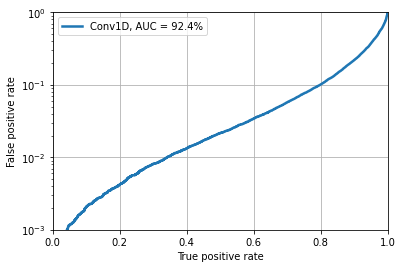 Conv1D, AUC = 92.4%
10⁰
10⁻¹
10⁻²
10⁻³
False positive rate
0.0 0.2 0.4 0.6 0.8 1.0
True positive rate